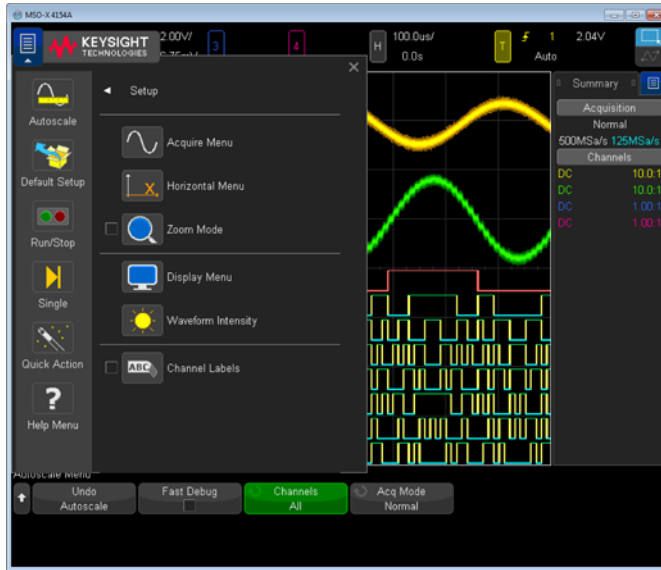 MSO-X 4154A
KEYSIGHT
TECHNOLOGIES
2.00V/
3
4
H
100.0us/
0.0s
T
1
2.04V
Auto
Setup
Autoscale
Default Setup
Run/Stop
Single
Quick Action
?
Help Menu
Acquire Menu
X
Horizontal Menu
Zoom Mode
Display Menu
Waveform Intensity
ABC
Channel Labels
Summary
Acquisition
Normal
500MSa/s 125MSa/s
Channels
DC 10.0:1
DC 10.0:1
DC 1.00:1
DC 1.00:1
Autoscale Menu
Undo
Autoscale
Fast Debug
Channels
All
Acq Mode
Normal